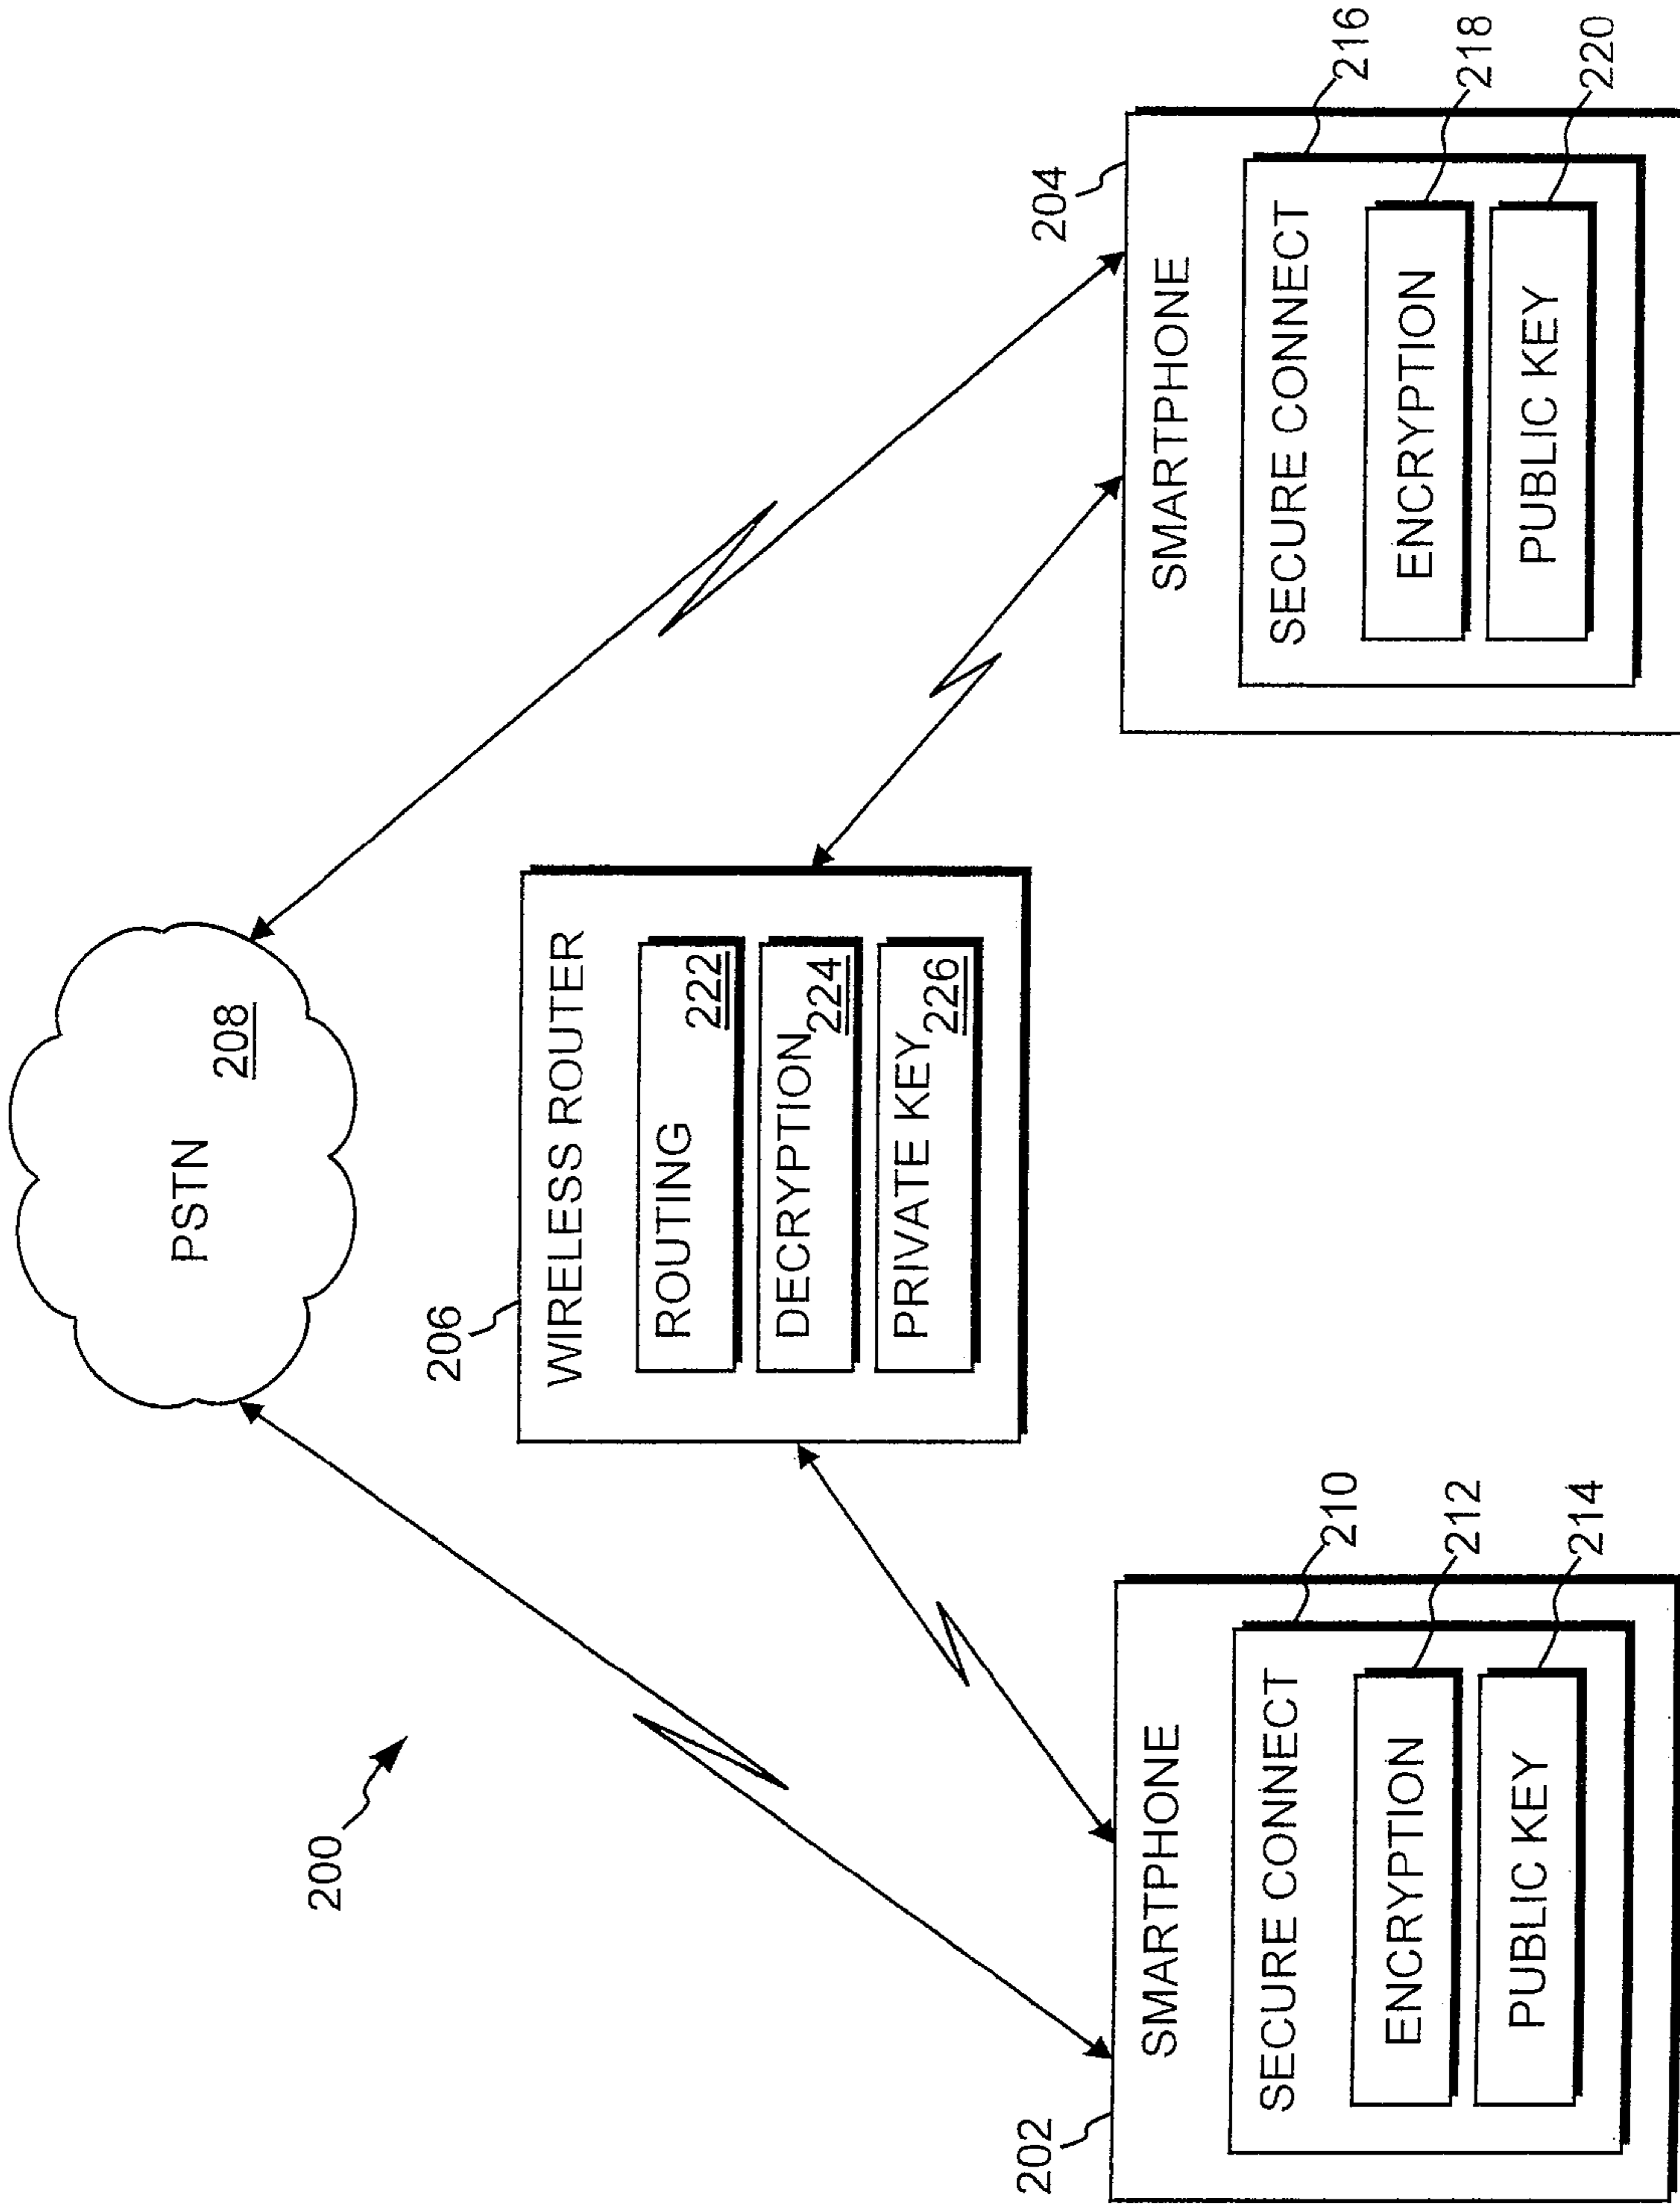 200
PSTN
208
206
WIRELESS ROUTER
ROUTING 222
DECRYPTION 224
PRIVATE KEY 226
202
SMARTPHONE
SECURE CONNECT
210
ENCRYPTION
212
PUBLIC KEY
214
204
SMARTPHONE
SECURE CONNECT
216
ENCRYPTION
218
PUBLIC KEY
220